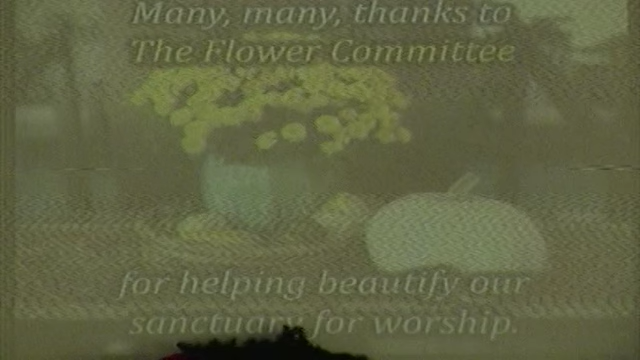 Many, many, thanks to
The Flower Committee
for helping beautify our
sanctuary for worship.